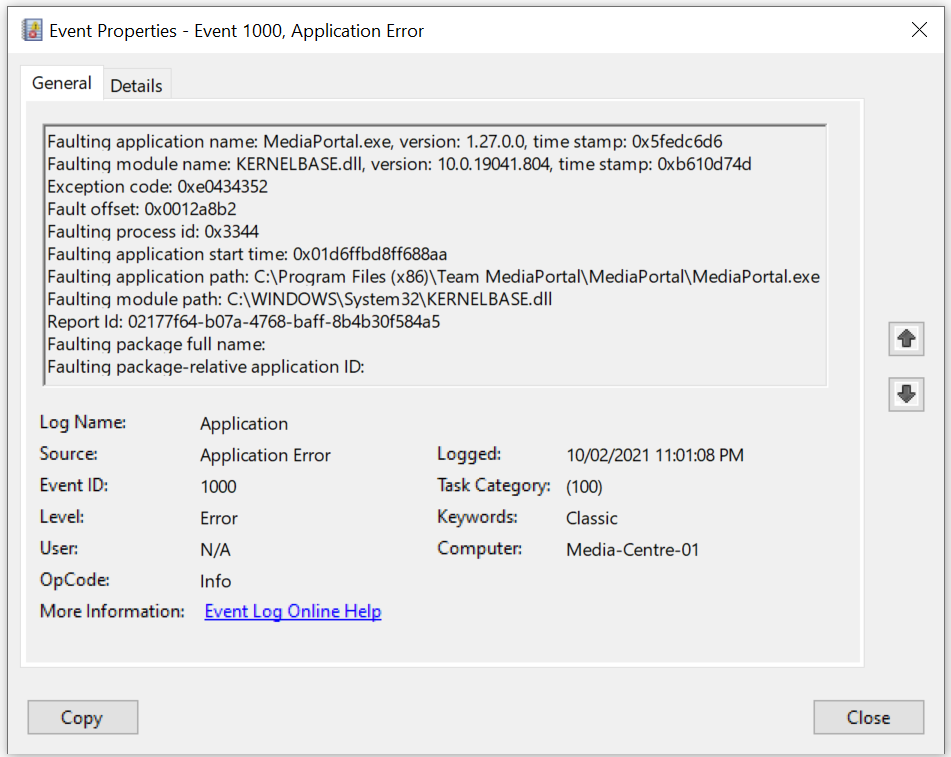 Event Properties - Event 1000, Application Error
General
Details
Faulting application name: MediaPortal.exe, version: 1.27.0.0, time stamp: 0x5fedc6d6
Faulting module name: KERNELBASE.dll, version: 10.0.19041.804, time stamp: 0xb610d74d
Exception code: 0xe0434352
Fault offset: 0x0012a8b2
Faulting process id: 0x3344
Faulting application start time: 0x01d6ffbd8ff688aa
Faulting application path: C:\Program Files (x86)\Team MediaPortal\MediaPortal\MediaPortal.exe
Faulting module path: C:\WINDOWS\System32\KERNELBASE.dll
Report Id: 02177f64-b07a-4768-baff-8b4b30f584a5
Faulting package full name:
Faulting package-relative application ID:
Log Name: Application
Source: Application Error Logged: 10/02/2021 11:01:08 PM
Event ID: 1000 Task Category: (100)
Level: Error Keywords: Classic
User: N/A Computer: Media-Centre-01
OpCode: Info
More Information: Event Log Online Help
Copy Close